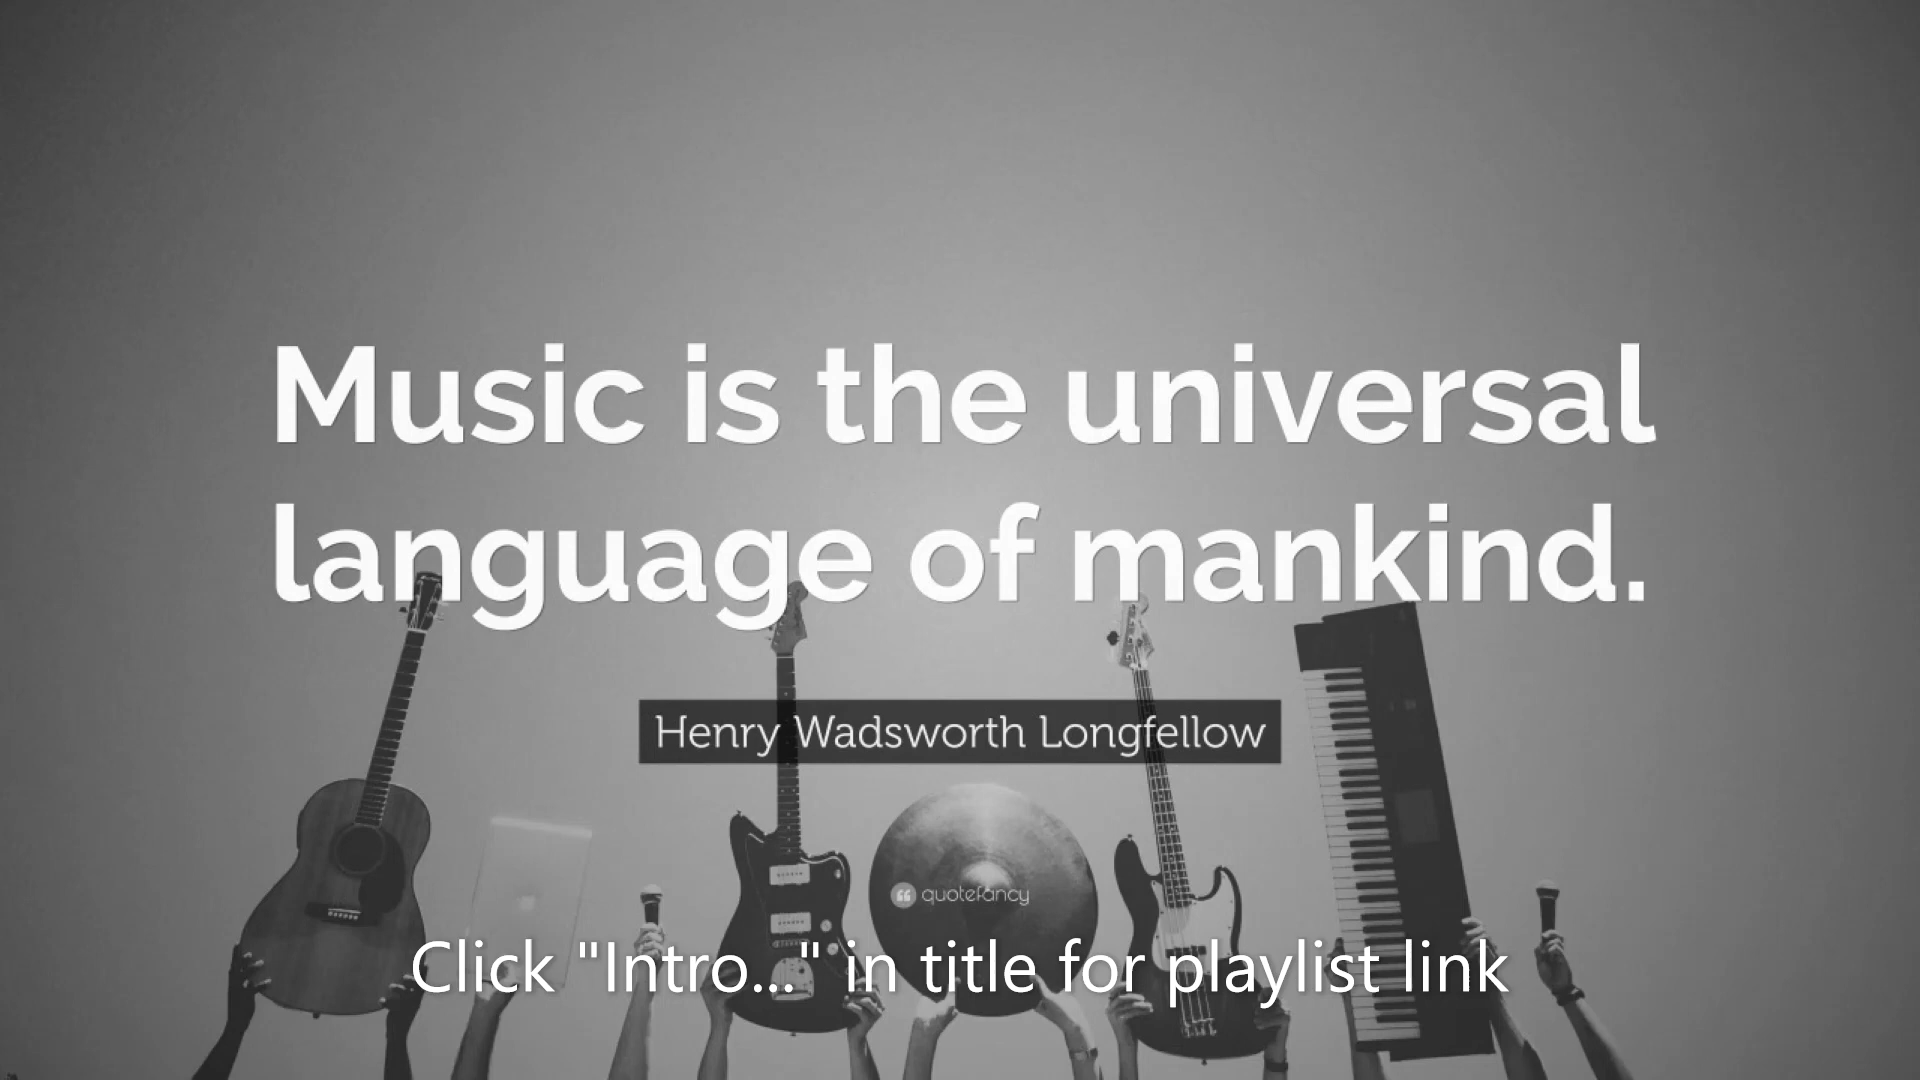 Music is the universal
language of mankind.
Henry Wadsworth Longfellow
quotefancy
Click "Intro..." in title for playlist link